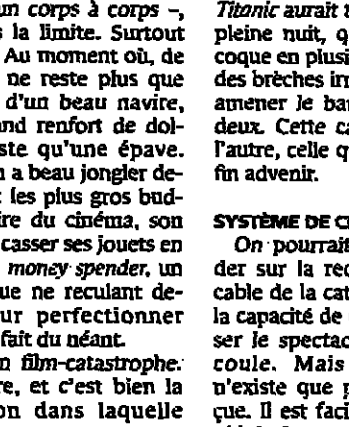 un corps à corps –,
s la limite. Surtout
Au moment où, de
ne reste plus que
d'un beau navire,
and renfort de dol-
ste qu'une épave.
n a beau jongler de-
t les plus gros bud-
ire du cinéma, son
casser ses jouets en
money spender, un
que ne reculant de-
ur perfectionner
fait du néant.
n film-catastrophe.
re, et c'est bien la
on dans laquelle
Titanic aurait t
pleine nuit, q
coque en plusi
des brèches irr
amener le bar
deux. Cette ca
l'autre, celle q
fin advenir.
SYSTÈME DE C
On pourrait
der sur la rec
cable de la cat
la capacité de
ser le spectac
coule. Mais
n'existe que p
çue. Il est facil